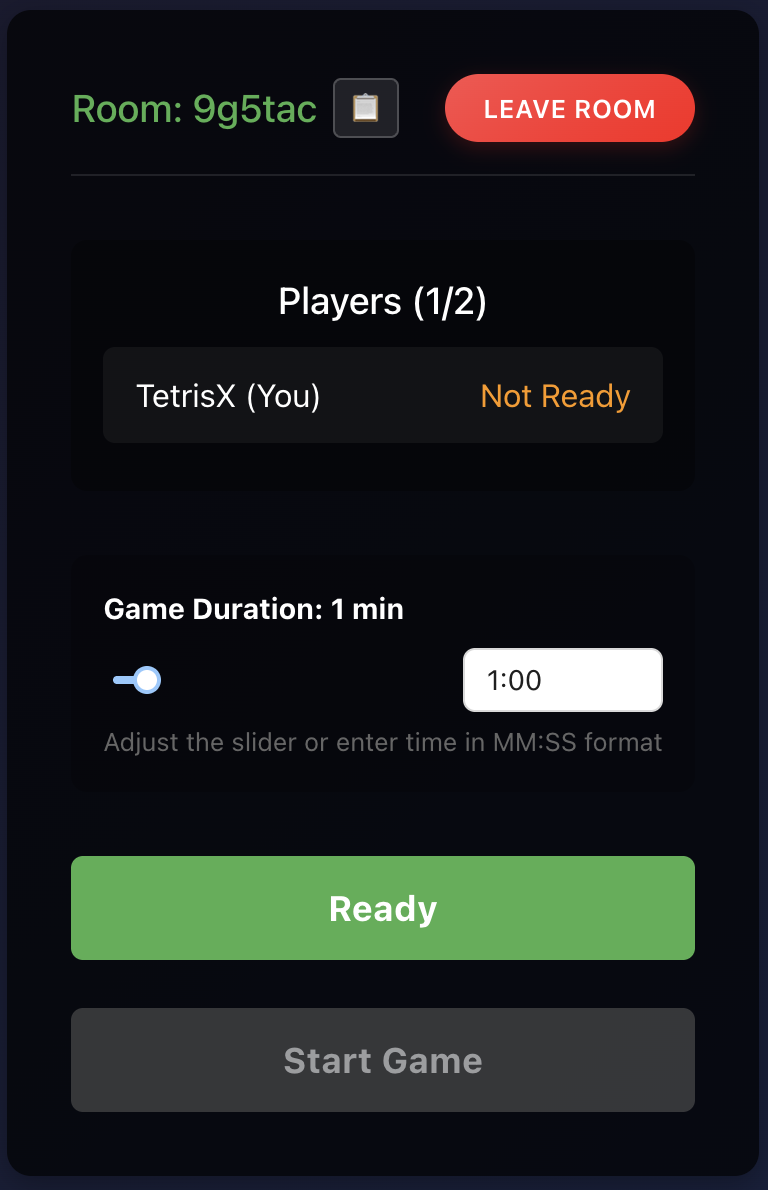 Room: 9g5tac
LEAVE ROOM
Players (1/2)
TetrisX (You)
Not Ready
Game Duration: 1 min
1:00
Adjust the slider or enter time in MM:SS format
Ready
Start Game